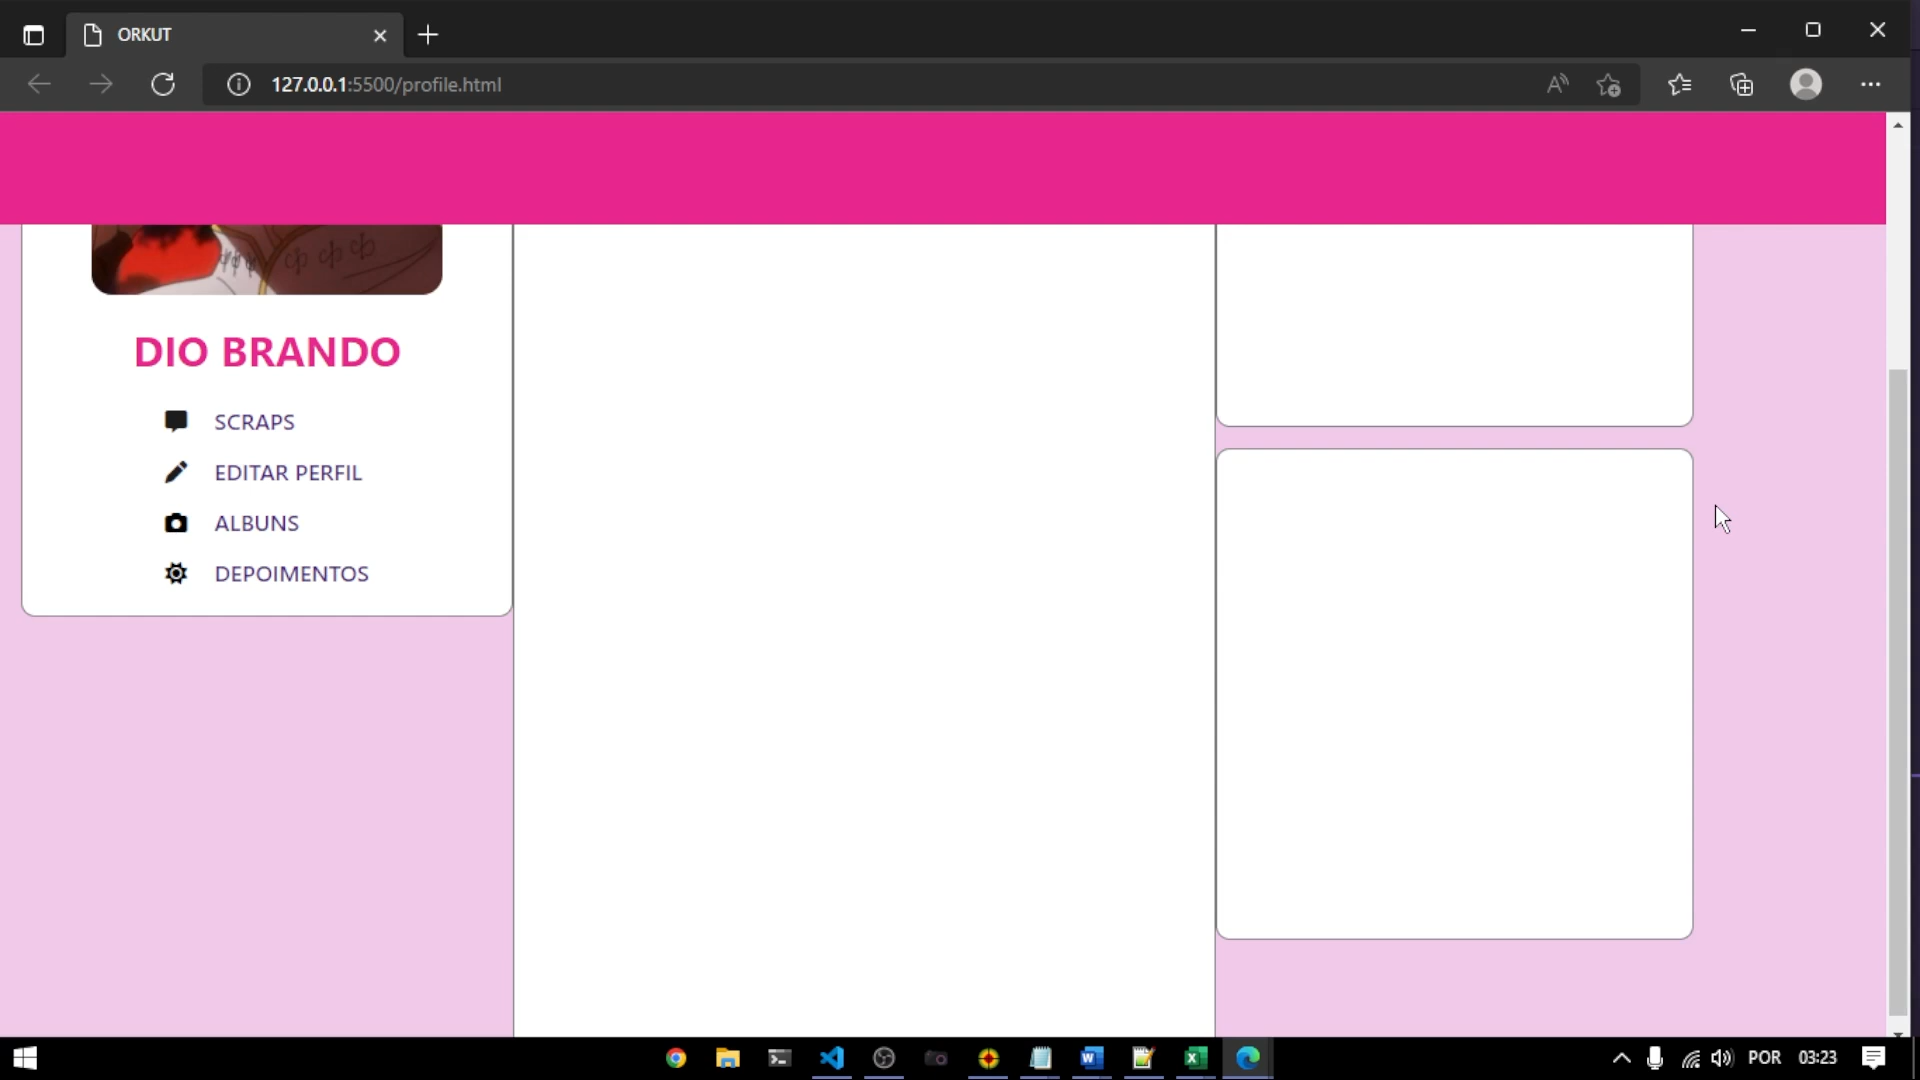 ORKUT
127.0.0.1:5500/profile.html
DIO BRANDO
SCRAPS
EDITAR PERFIL
ALBUNS
DEPOIMENTOS
POR 03:23